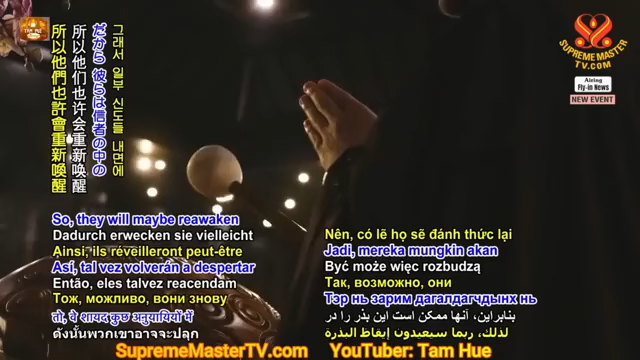 그래서 일부 신도들 내면에
だから 彼らは信者の中の
所以他们也许会重新唤醒
所以他們也許會重新喚醒
SUPREME MASTER
TV.COM
Airing
Fly-in News
NEW EVENT
So, they will maybe reawaken
Dadurch erwecken sie vielleicht
Ainsi, ils réveilleront peut-être
Así, tal vez volverán a despertar
Então, eles talvez reacendam
Тож, можливо, вони знову
तो, वे शायद कुछ अनुयायियों में
ดังนั้นพวกเขาอาจจะปลุก
Nên, có lẽ họ sẽ đánh thức lại
Jadi, mereka mungkin akan
Być może więc rozbudzą
Так, возможно, они
Тэр нь зарим дагалдагчдынх нь
بنابراین، آنها ممکن است این بذر را در
لذلك، ربما سيعيدون إيقاظ البذرة
SupremeMasterTV.com YouTuber: Tam Hue